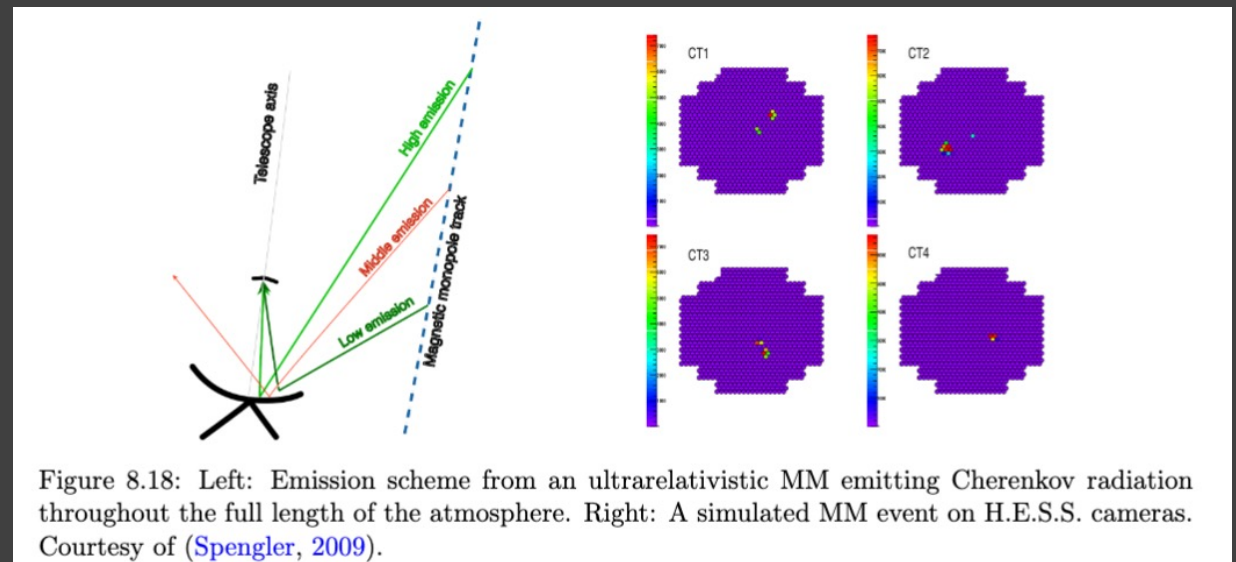 Telescope axis
High emission
Middle emission
Low emission
Magnetic monopole track
CT1
CT2
CT3
CT4
Figure 8.18: Left: Emission scheme from an ultrarelativistic MM emitting Cherenkov radiation
throughout the full length of the atmosphere. Right: A simulated MM event on H.E.S.S. cameras.
Courtesy of (Spengler, 2009).